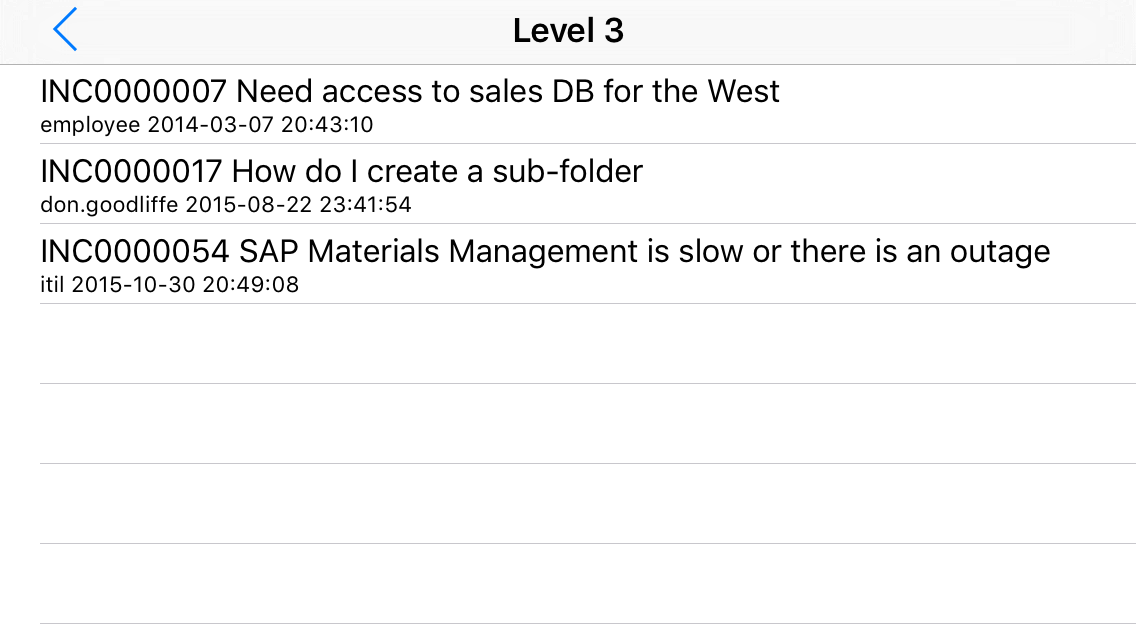 Level 3
INC0000007 Need access to sales DB for the West
employee 2014-03-07 20:43:10
INC0000017 How do I create a sub-folder
don.goodliffe 2015-08-22 23:41:54
INC0000054 SAP Materials Management is slow or there is an outage
itil 2015-10-30 20:49:08